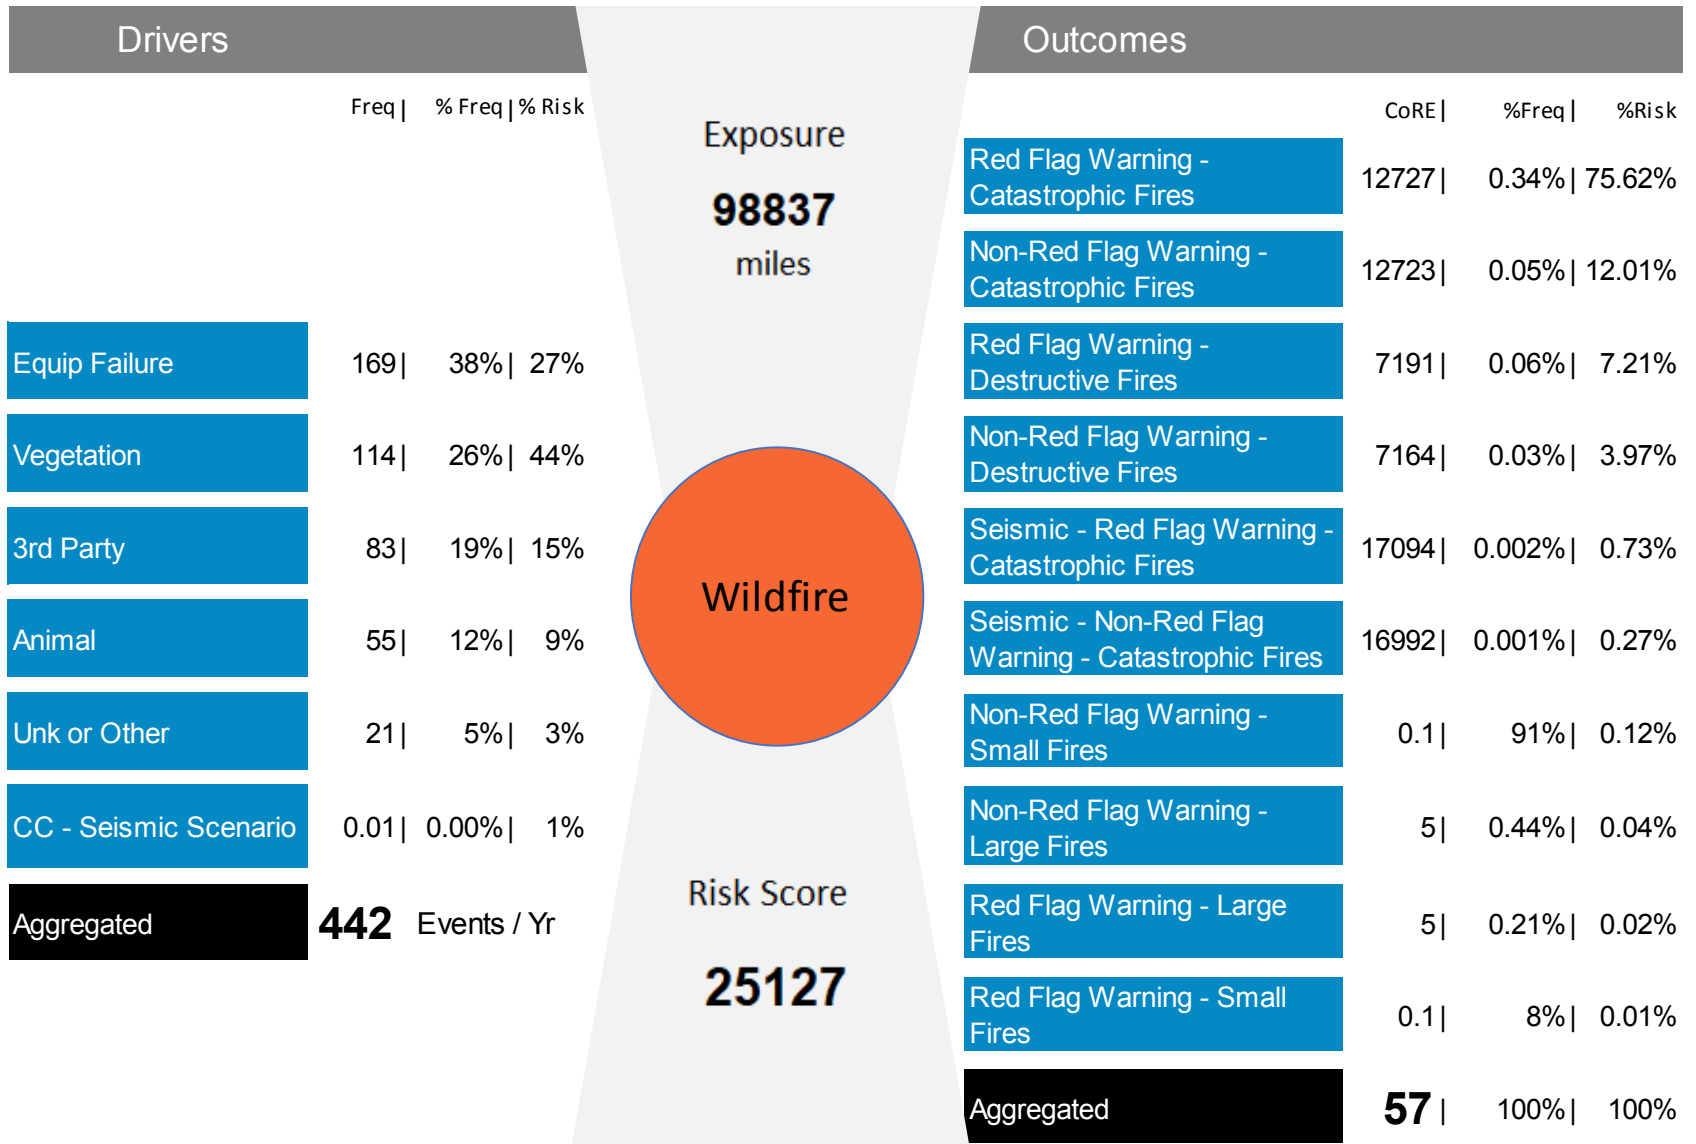 Drivers
Freq| % Freq| % Risk
Equip Failure 169| 38%| 27%
Vegetation 114| 26%| 44%
3rd Party 83| 19%| 15%
Animal 55| 12%| 9%
Unk or Other 21| 5%| 3%
CC - Seismic Scenario 0.01| 0.00%| 1%
Aggregated 442 Events / Yr
Exposure
98837
miles
Wildfire
Risk Score
25127
Outcomes
CoRE| %Freq| %Risk
Red Flag Warning -
Catastrophic Fires 12727| 0.34%| 75.62%
Non-Red Flag Warning -
Catastrophic Fires 12723| 0.05%| 12.01%
Red Flag Warning -
Destructive Fires 7191| 0.06%| 7.21%
Non-Red Flag Warning -
Destructive Fires 7164| 0.03%| 3.97%
Seismic - Red Flag Warning -
Catastrophic Fires 17094| 0.002%| 0.73%
Seismic - Non-Red Flag
Warning - Catastrophic Fires 16992| 0.001%| 0.27%
Non-Red Flag Warning -
Small Fires 0.1| 91%| 0.12%
Non-Red Flag Warning -
Large Fires 5| 0.44%| 0.04%
Red Flag Warning - Large
Fires 5| 0.21%| 0.02%
Red Flag Warning - Small
Fires 0.1| 8%| 0.01%
Aggregated 57| 100%| 100%